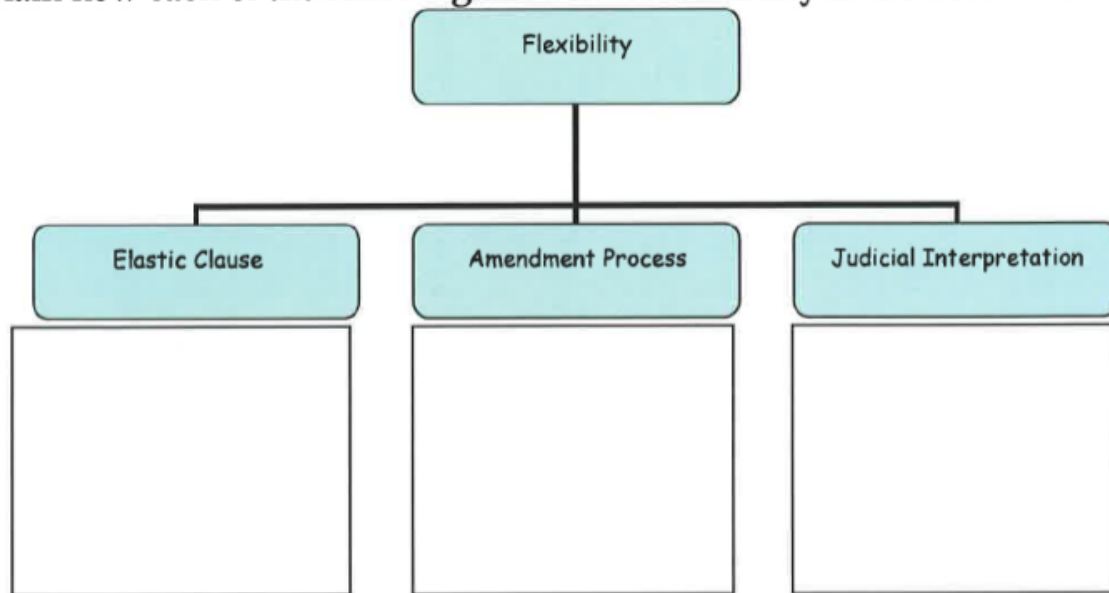 Flexibility
Elastic Clause
Amendment Process
Judicial Interpretation